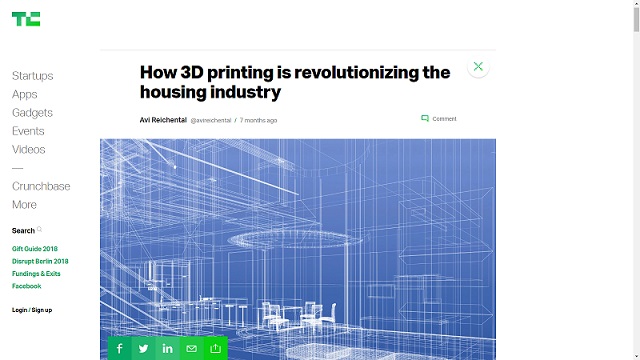 TC
How 3D printing is revolutionizing the
housing industry
Avi Reichental @avireichental / 7 months ago
Comment
Startups
Apps
Gadgets
Events
Videos
—
Crunchbase
More
Search
Gift Guide 2018
Disrupt Berlin 2018
Fundings & Exits
Facebook
Login / Sign up